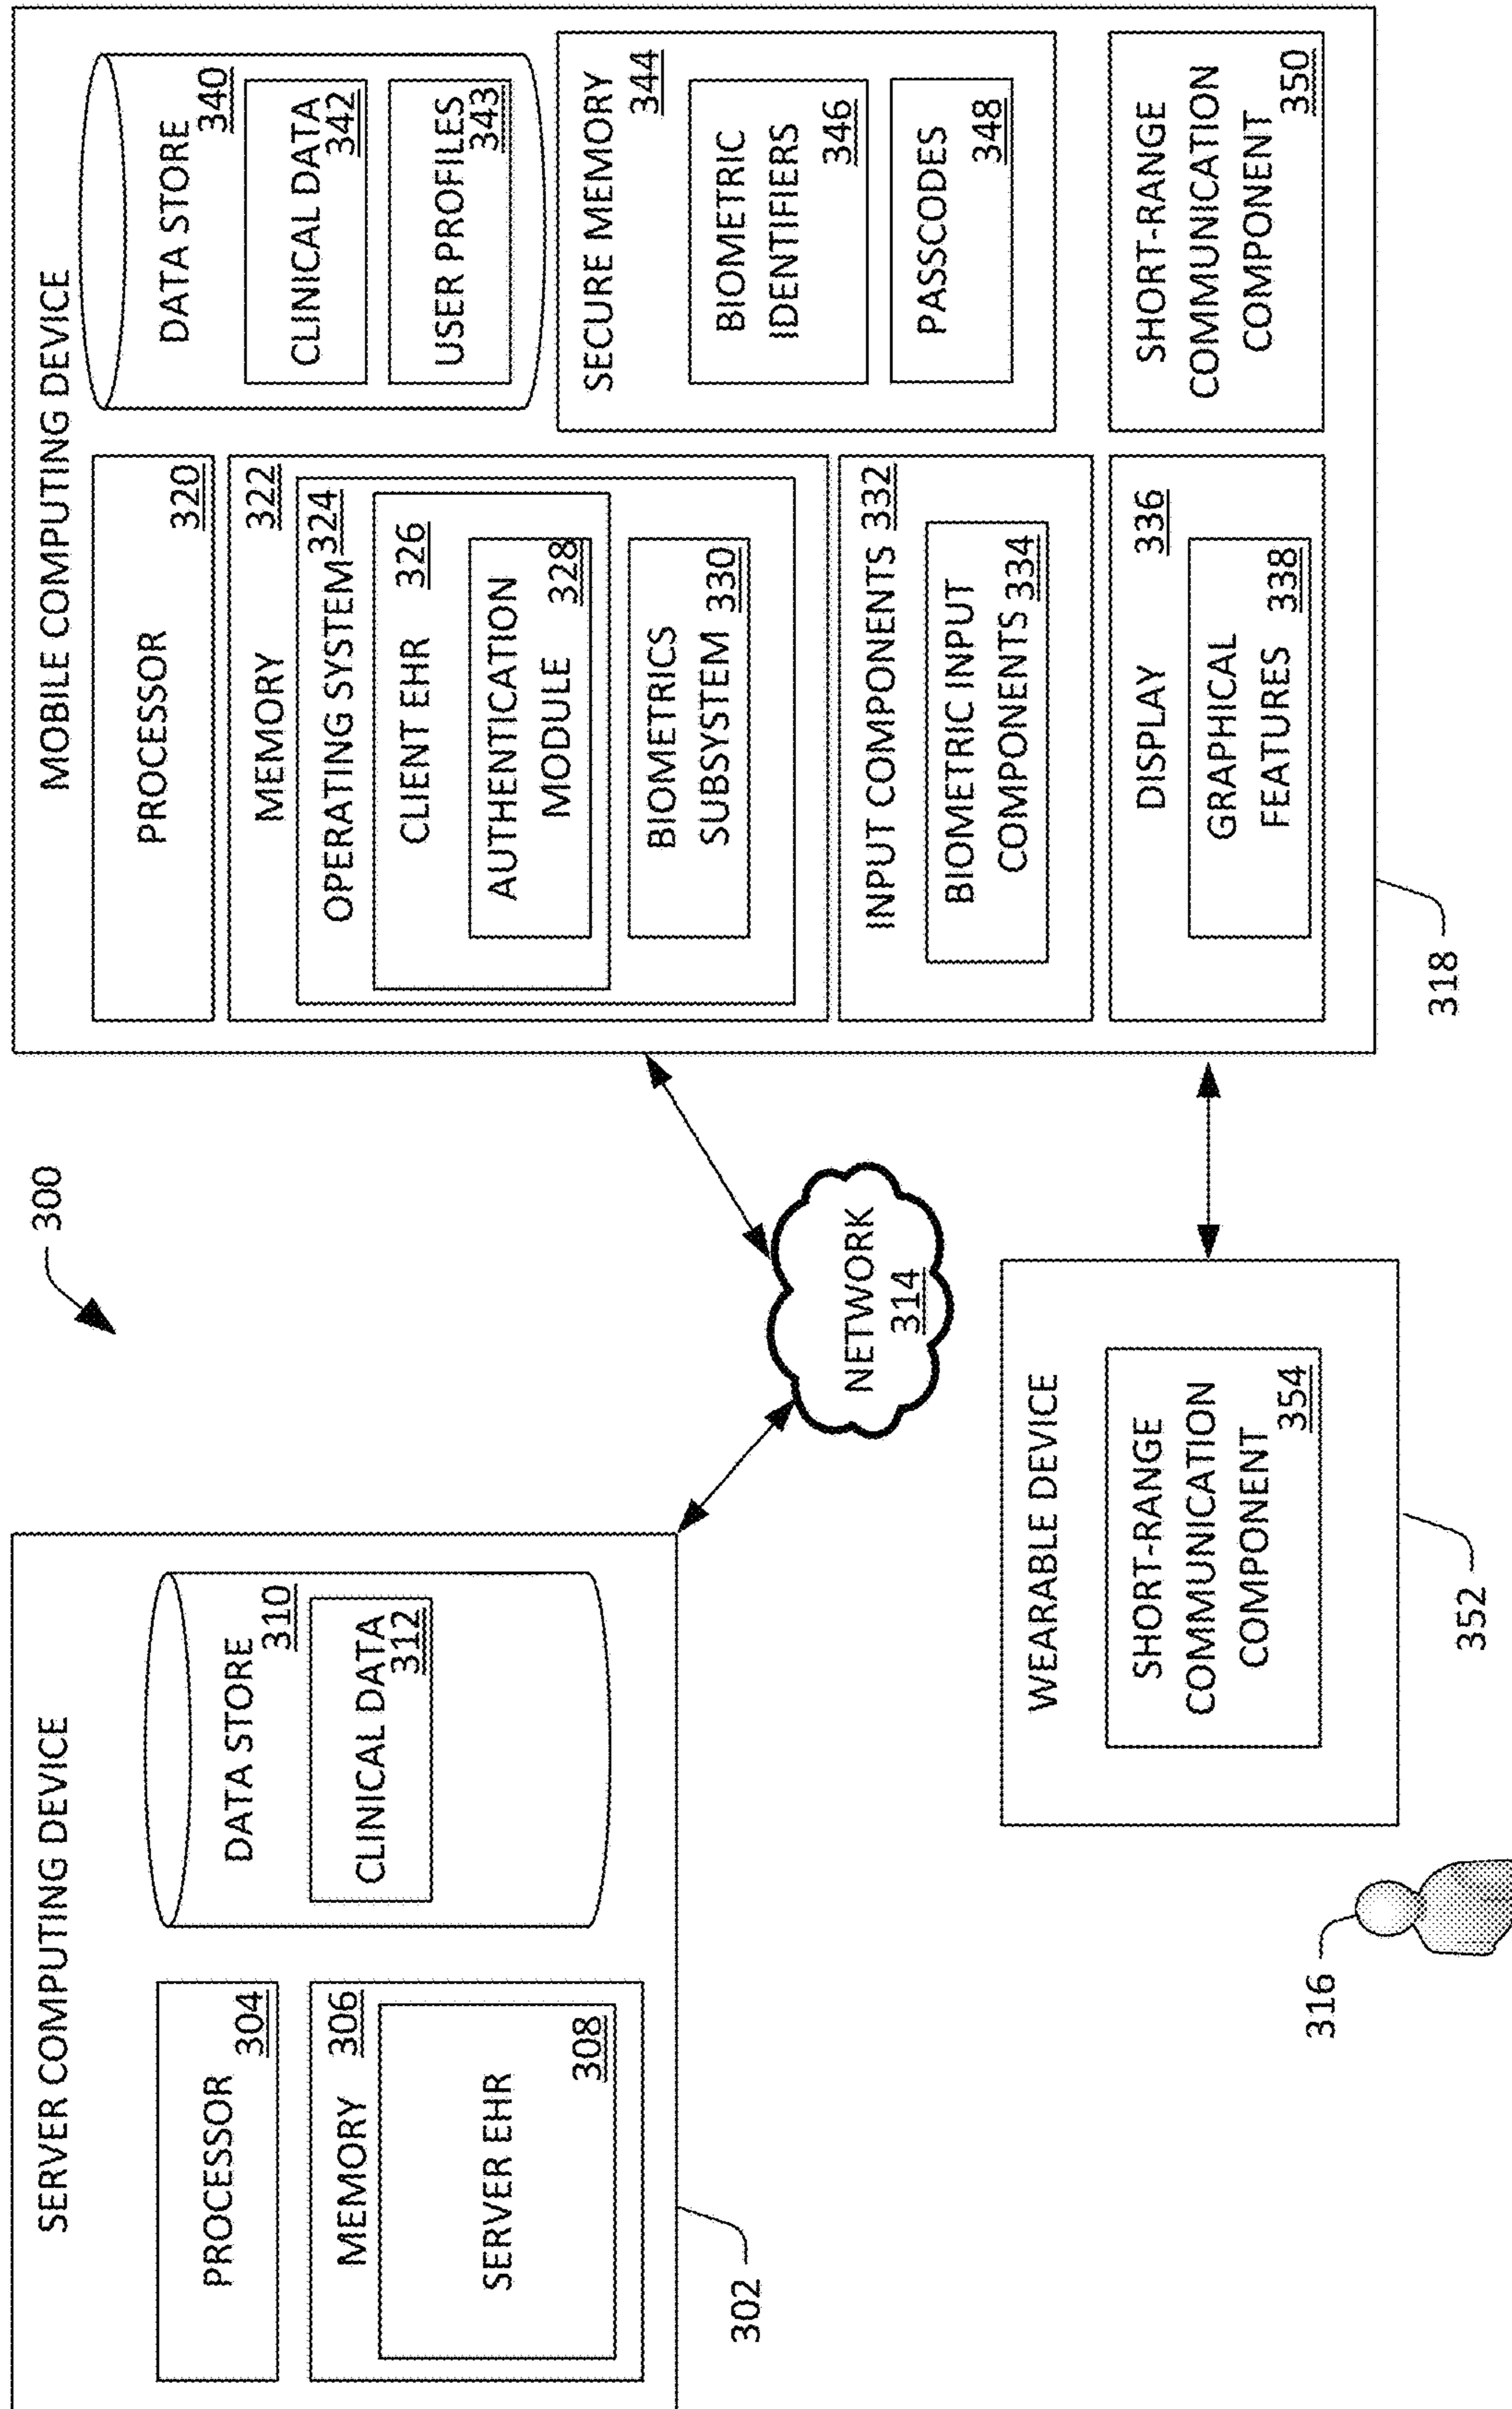 300
SERVER COMPUTING DEVICE
PROCESSOR
304
MEMORY 306
SERVER EHR
308
DATA STORE
310
CLINICAL DATA
312
302
NETWORK
314
316
WEARABLE DEVICE
SHORT-RANGE
COMMUNICATION
COMPONENT
354
352
MOBILE COMPUTING DEVICE
PROCESSOR
320
MEMORY 322
OPERATING SYSTEM 324
CLIENT EHR 326
AUTHENTICATION
MODULE 328
BIOMETRICS
SUBSYSTEM 330
INPUT COMPONENTS 332
BIOMETRIC INPUT
COMPONENTS 334
DISPLAY 336
GRAPHICAL
FEATURES 338
DATA STORE
340
CLINICAL DATA
342
USER PROFILES
343
SECURE MEMORY
344
BIOMETRIC
IDENTIFIERS
346
PASSCODES
348
SHORT-RANGE
COMMUNICATION
COMPONENT
350
318